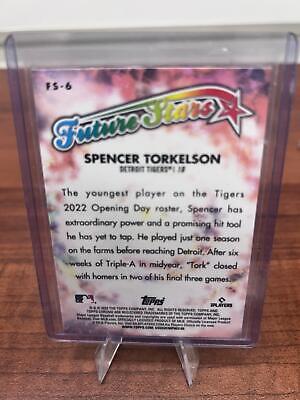 FS-6
Future Stars
SPENCER TORKELSON
DETROIT TIGERS® | 1B
The youngest player on the Tigers
2022 Opening Day roster, Spencer has
extraordinary power and a promising hit tool
he has yet to tap. He played just one season
on the farms before reaching Detroit. After
six weeks of Triple-A in midyear, "Tork" closed
with homers in two of his final three games.
TOPPS
PLAYERS